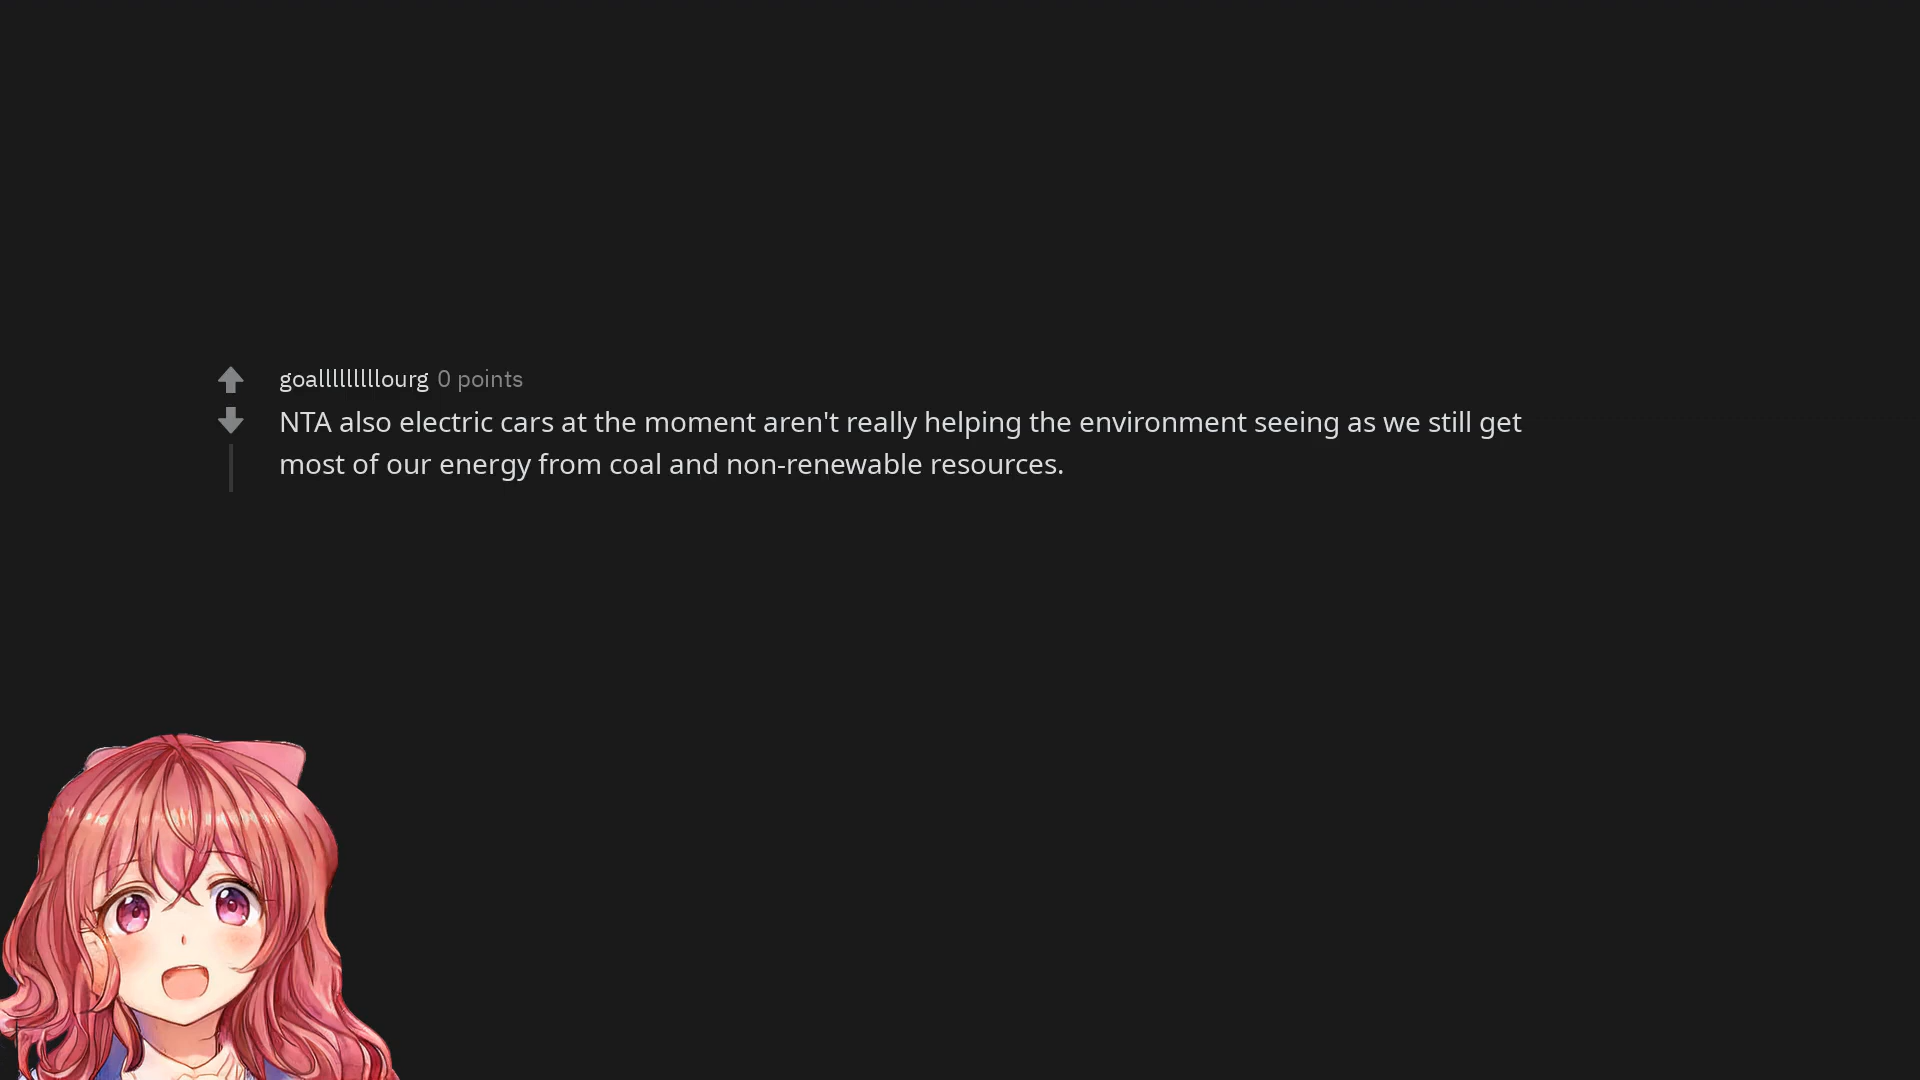 goalllllllllourg 0 points
NTA also electric cars at the moment aren't really helping the environment seeing as we still get
most of our energy from coal and non-renewable resources.